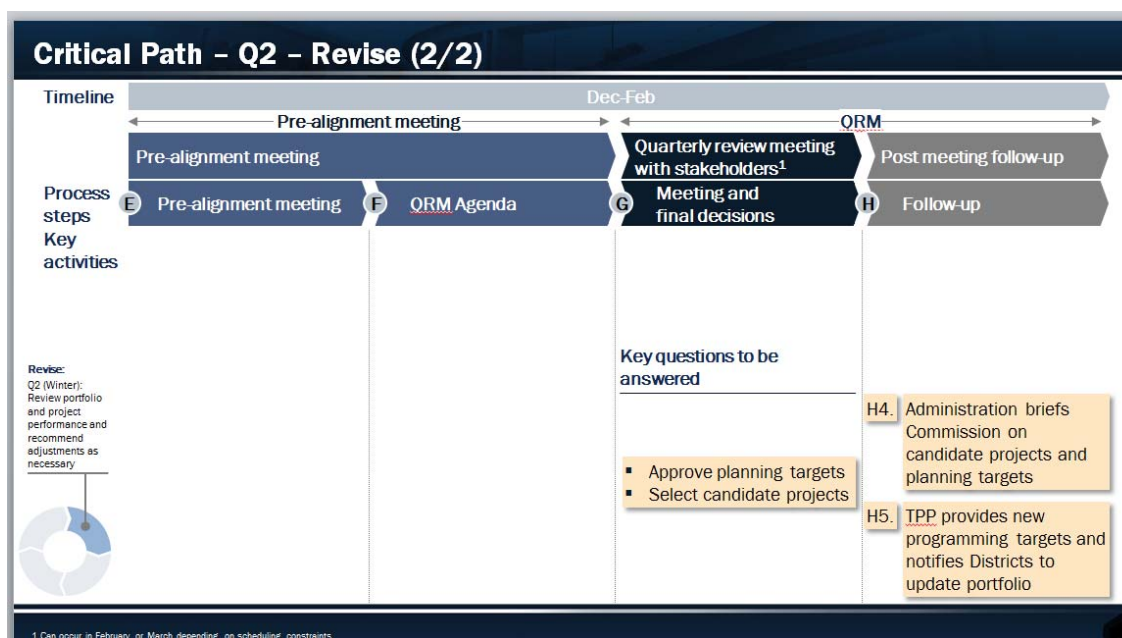 Critical Path – Q2 – Revise (2/2)
Timeline
Dec-Feb
Pre-alignment meeting
QRM
Pre-alignment meeting
Quarterly review meeting
with stakeholders1
Post meeting follow-up
Process
steps
E
Pre-alignment meeting
F
QRM Agenda
G
Meeting and
final decisions
H
Follow-up
Key
activities
Revise:
Q2 (Winter):
Review portfolio
and project
performance and
recommend
adjustments as
necessary
Key questions to be
answered
▪ Approve planning targets
▪ Select candidate projects
H4. Administration briefs
Commission on
candidate projects and
planning targets
H5. TPP provides new
programming targets and
notifies Districts to
update portfolio
1 Can occur in February or March depending on scheduling constraints